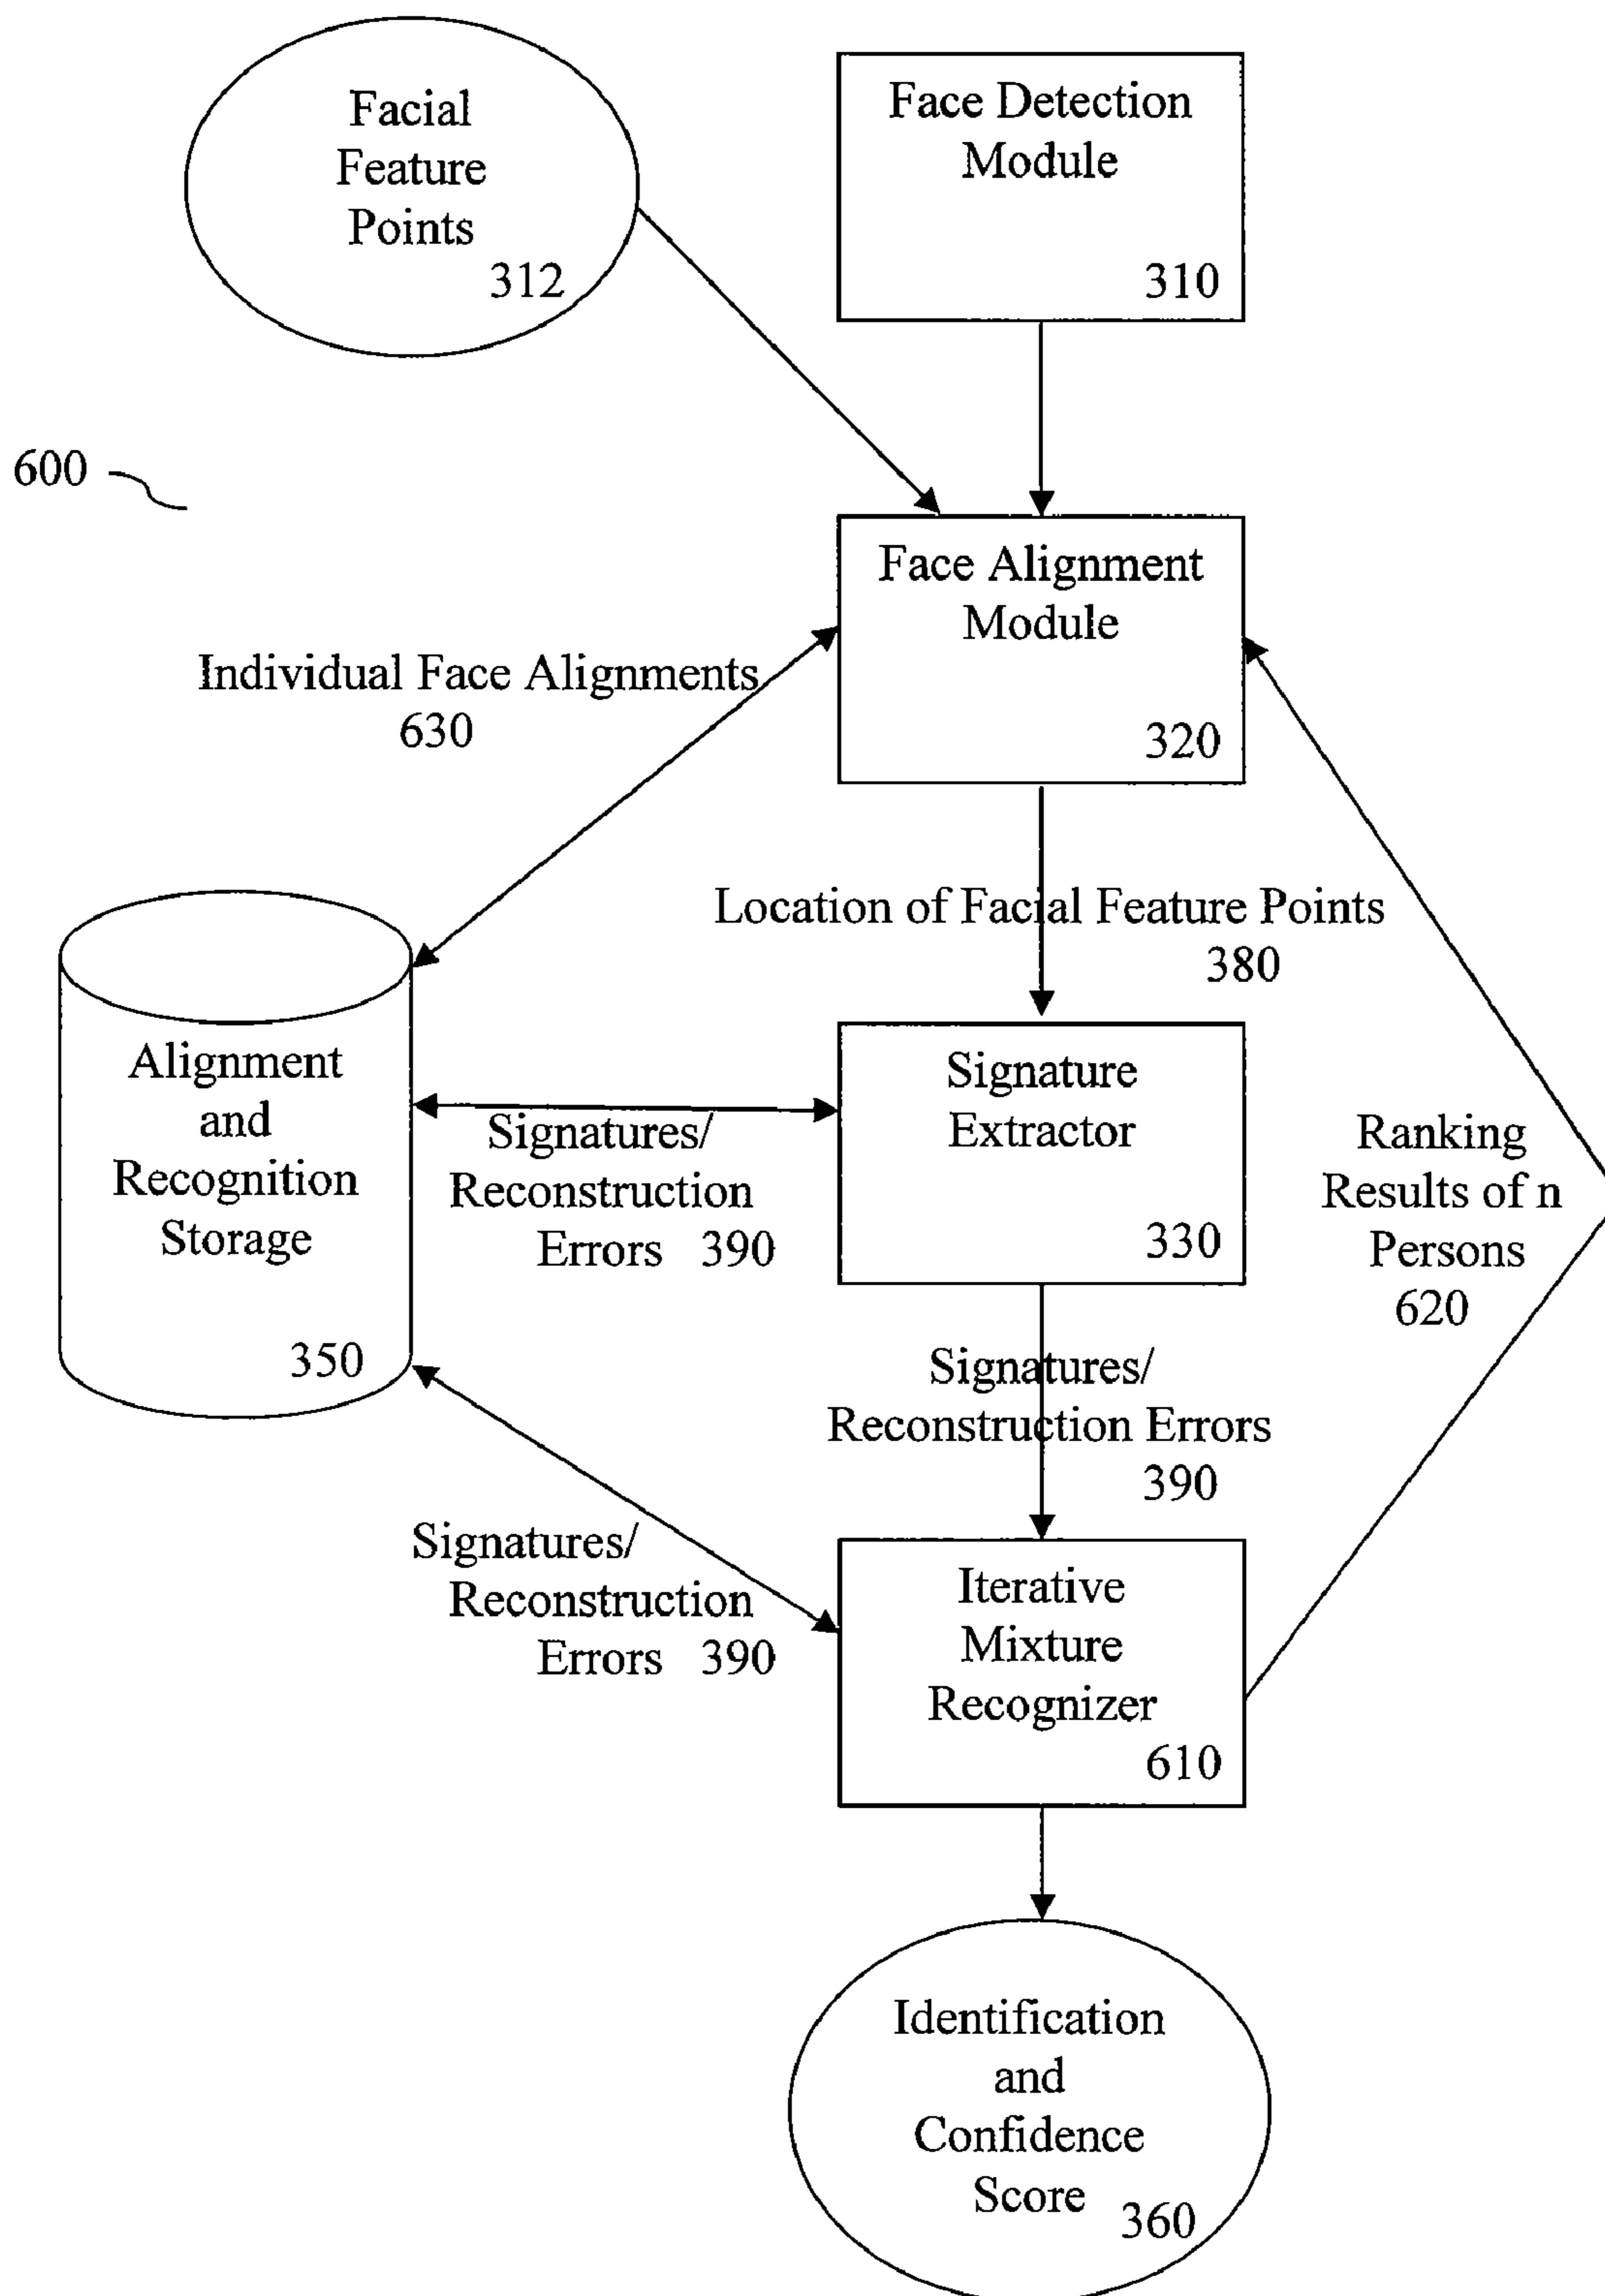 Facial
Feature
Points
312
Face Detection
Module
310
600
Face Alignment
Module
320
Individual Face Alignments
630
Location of Facial Feature Points
380
Alignment
and
Recognition
Storage
350
Signatures/
Reconstruction
Errors 390
Signature
Extractor
330
Ranking
Results of n
Persons
620
Signatures/
Reconstruction Errors
390
Signatures/
Reconstruction
Errors 390
Iterative
Mixture
Recognizer
610
Identification
and
Confidence
Score
360